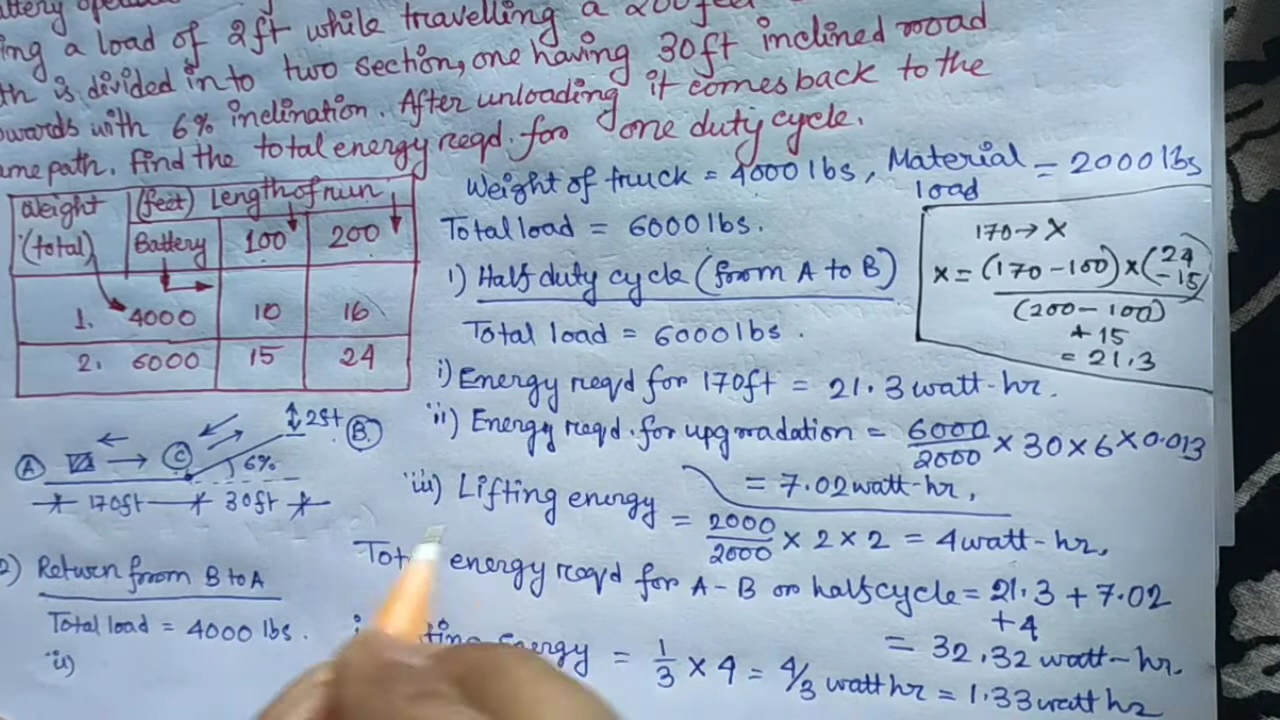 ing a load of 2ft while travelling a 200 feet
th is divided in to two section, one having 30ft inclined road
wards with 6% inclination. After unloading it comes back to the
ame path. Find the total energy reqd. for one duty cycle.
Weight (total)
(feet) Length of run
Battery 100 200
1. 4000 10 16
2. 6000 15 24
Weight of truck = 4000 lbs, Material load = 2000 lbs
Total load = 6000 lbs.
1) Half duty cycle (from A to B)
Total load = 6000 lbs.
170 → x
x = (170-100) × (24-15)
(200-100)
+ 15
= 21.3
i) Energy reqd for 170ft = 21.3 watt-hr.
ii) Energy reqd. for upgradation = 6000/2000 × 30 × 6 × 0.013
= 7.02 watt-hr,
iii) Lifting energy = 2000/2000 × 2 × 2 = 4 watt-hr,
energy reqd for A-B or half cycle = 21.3 + 7.02
+4
= 32.32 watt-hr.
A C 6% 2ft B
170ft 30ft
2) Return from B to A
Total load = 4000 lbs.
ii)
= 1/3 × 4 = 4/3 watt hr = 1.33 watt hr